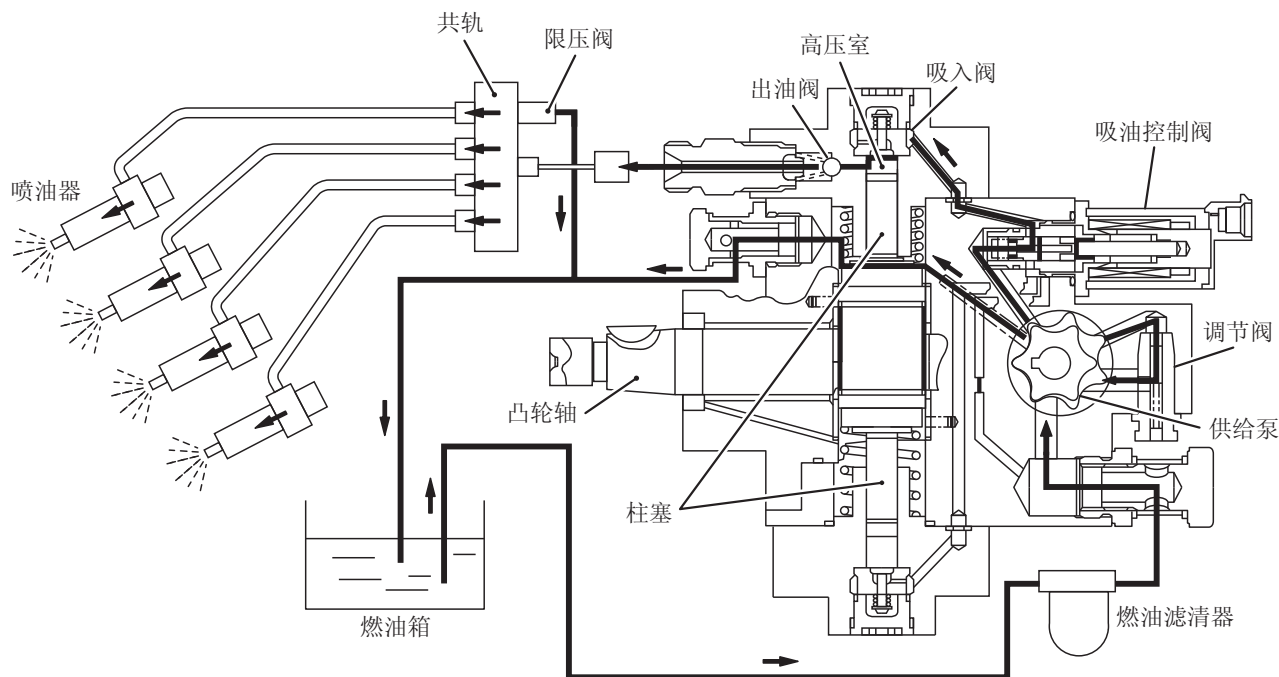 共轨
限压阀
高压室
吸入阀
出油阀
吸油控制阀
喷油器
调节阀
凸轮轴
供给泵
柱塞
燃油箱
燃油滤清器